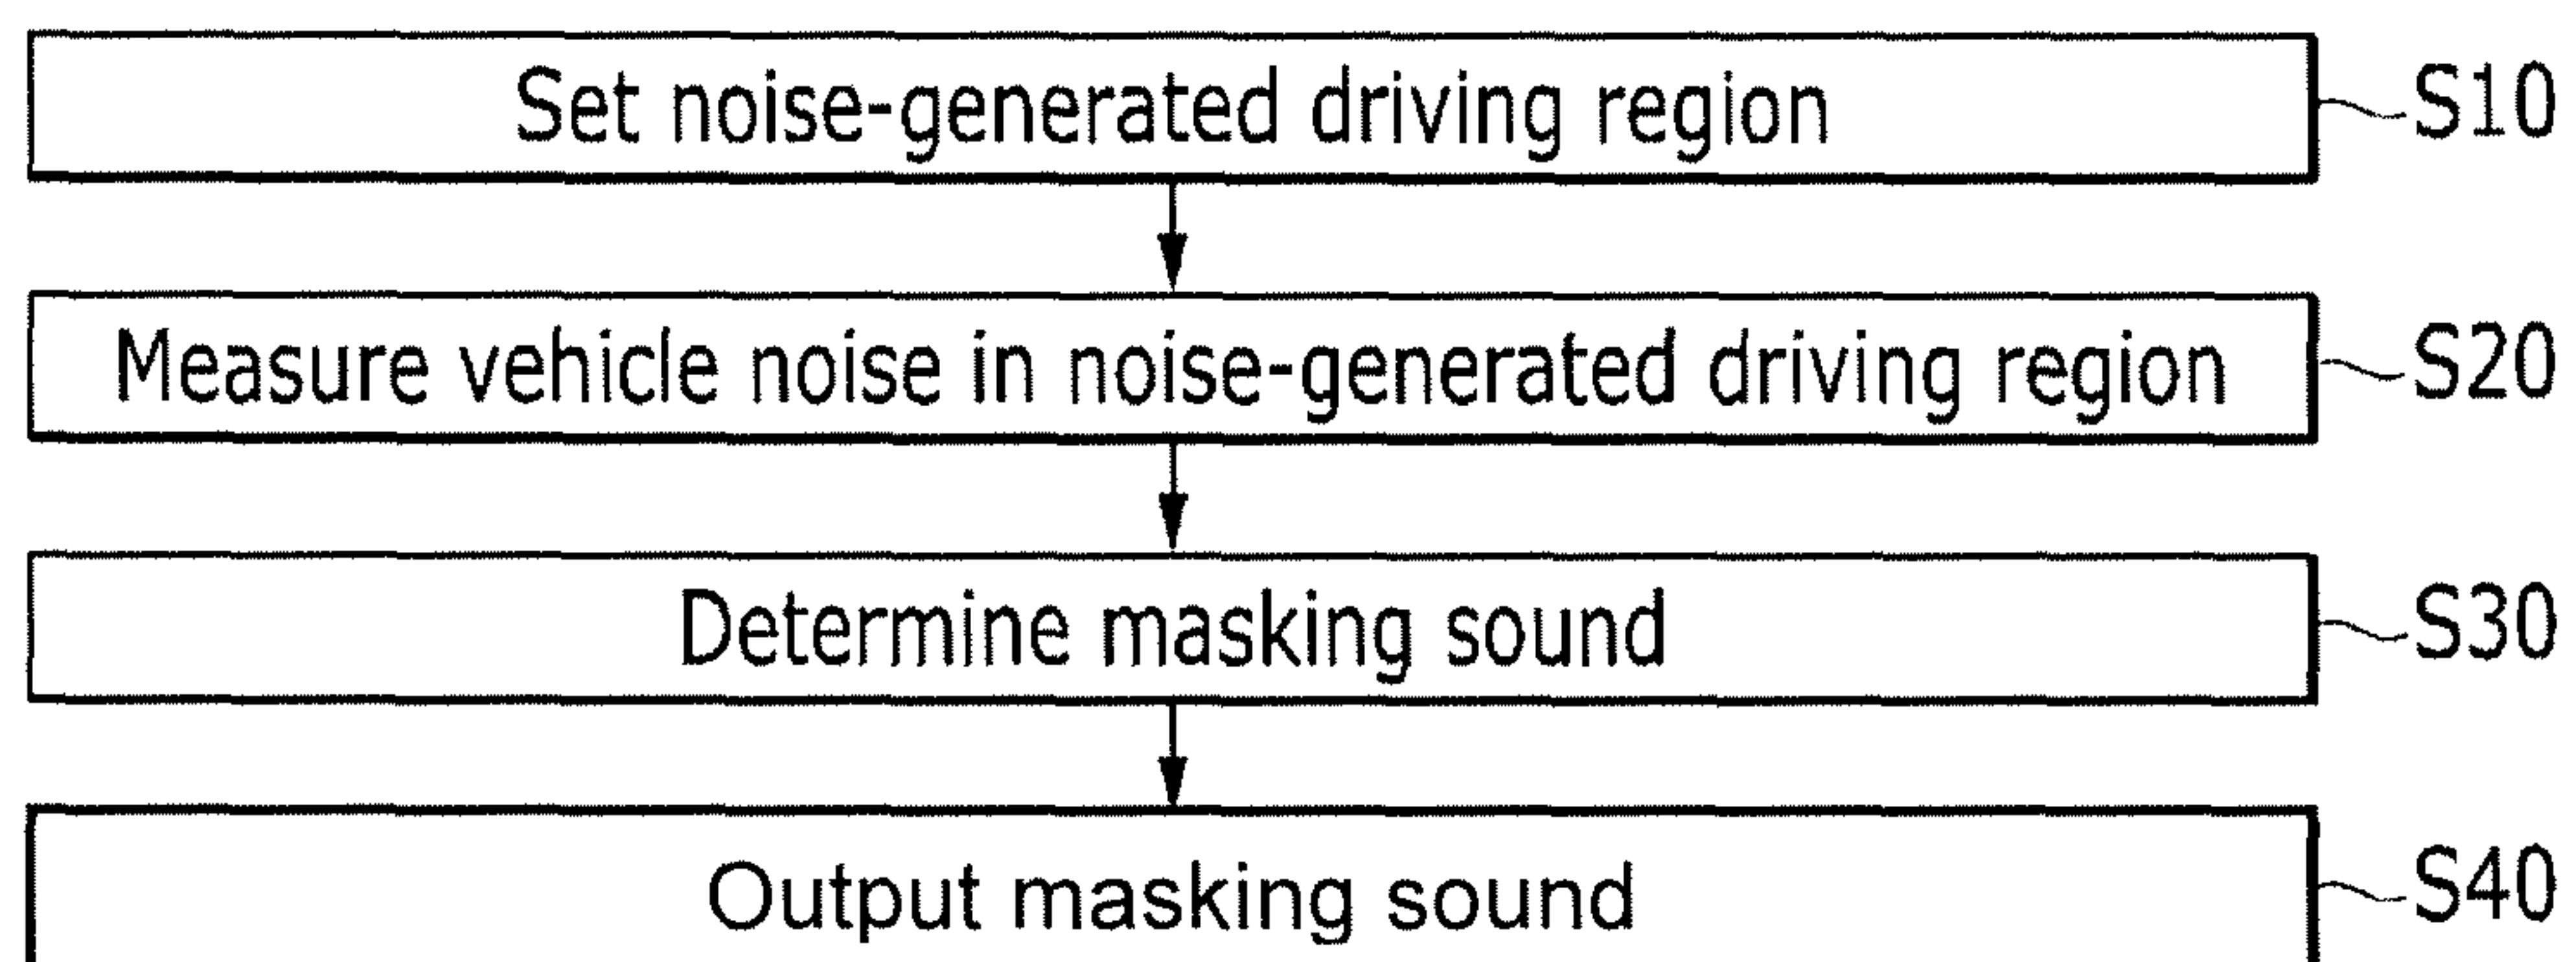 Set noise-generated driving region S10
Measure vehicle noise in noise-generated driving region S20
Determine masking sound S30
Output masking sound S40